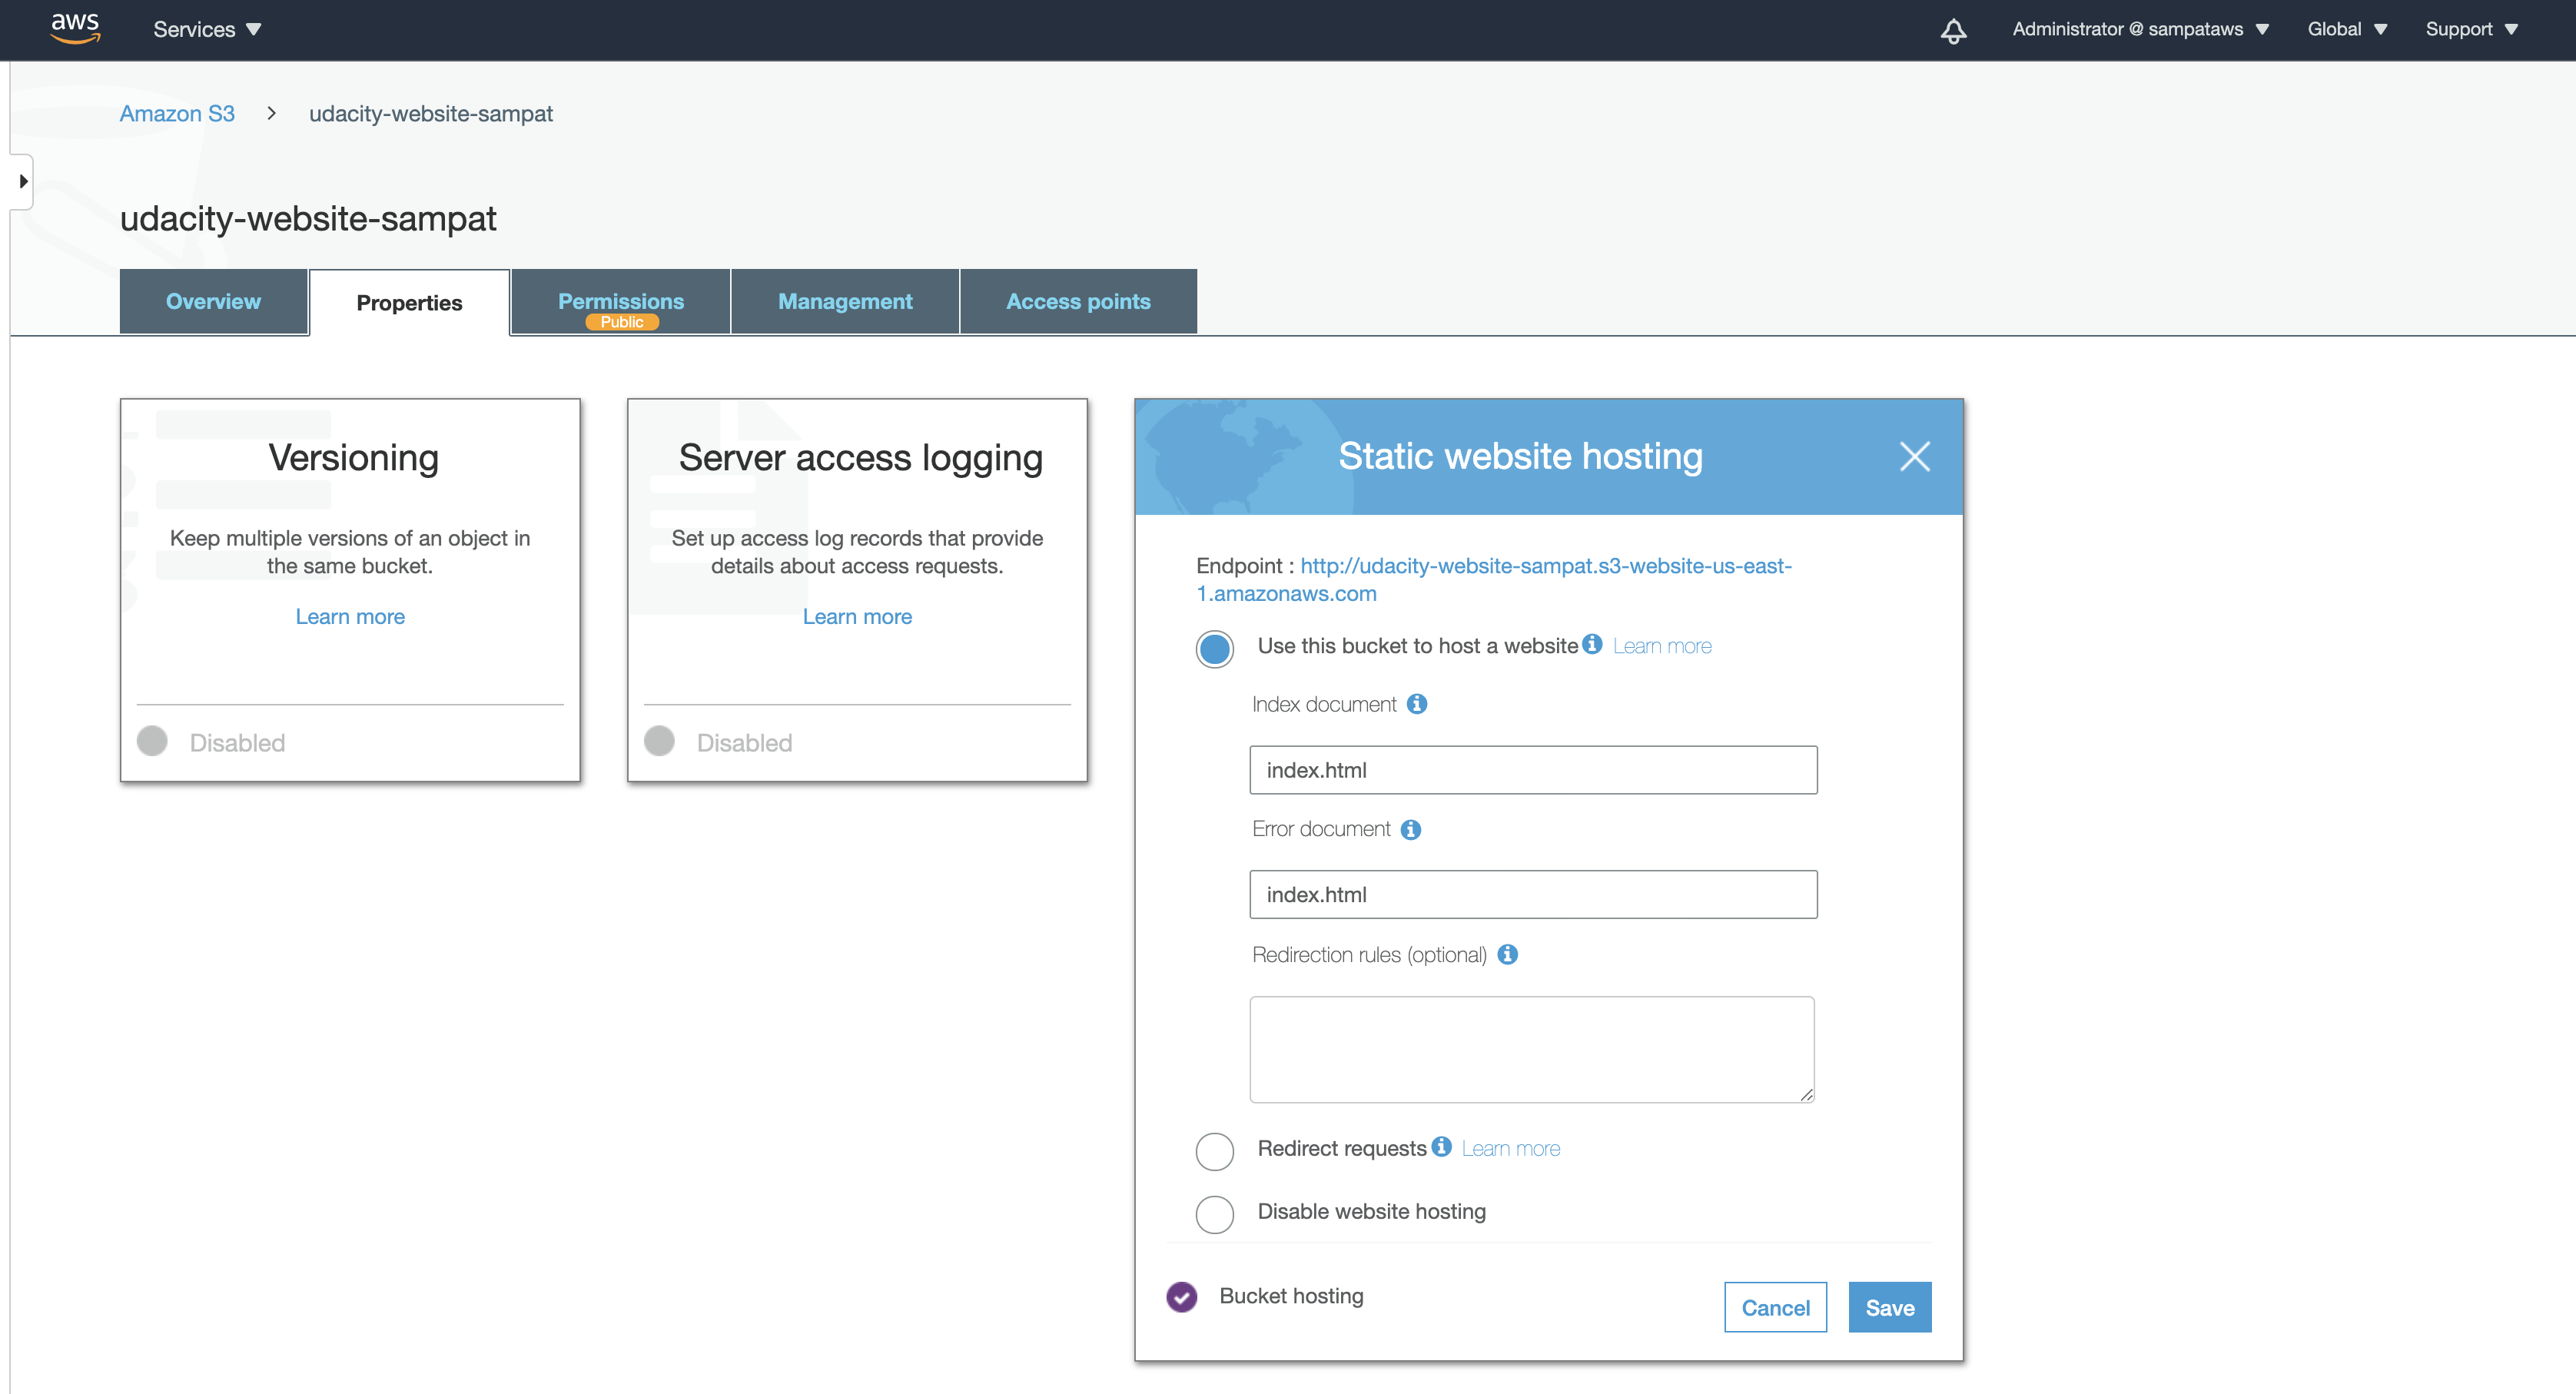 aws
Services
Administrator @ sampataws
Global
Support
Amazon S3
udacity-website-sampat
udacity-website-sampat
Overview
Properties
Permissions
Public
Management
Access points
Versioning
Keep multiple versions of an object in
the same bucket.
Learn more
Disabled
Server access logging
Set up access log records that provide
details about access requests.
Learn more
Disabled
Static website hosting
Endpoint : http://udacity-website-sampat.s3-website-us-east-
1.amazonaws.com
Use this bucket to host a website Learn more
Index document
index.html
Error document
index.html
Redirection rules (optional)
Redirect requests Learn more
Disable website hosting
Bucket hosting
Cancel
Save